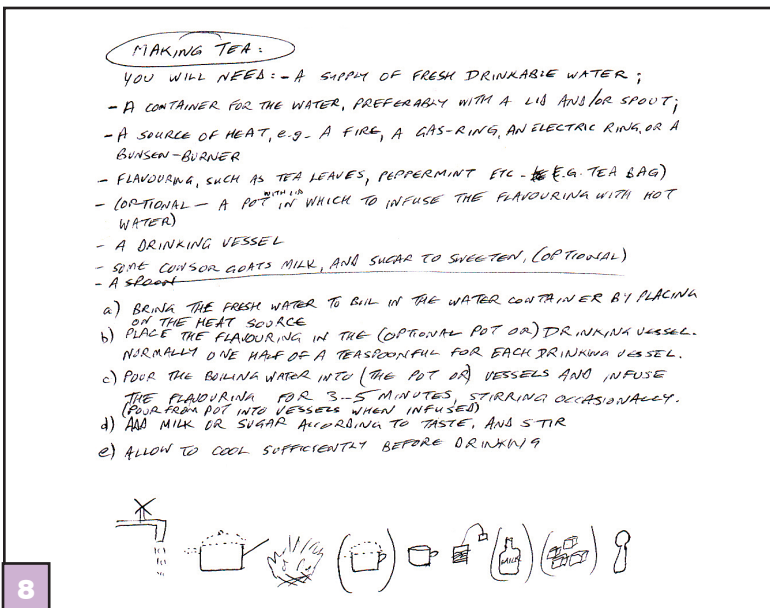 MAKING TEA:
YOU WILL NEED:- A SUPPLY OF FRESH DRINKABLE WATER;
- A CONTAINER FOR THE WATER, PREFERABLY WITH A LID AND/OR SPOUT;
- A SOURCE OF HEAT, e.g. A FIRE, A GAS-RING, AN ELECTRIC RING, OR A
BUNSEN-BURNER
- FLAVOURING, SUCH AS TEA LEAVES, PEPPERMINT ETC - (E.G. TEA BAG)
- (OPTIONAL - A POT WITH LID IN WHICH TO INFUSE THE FLAVOURING WITH HOT
WATER)
- A DRINKING VESSEL
- SOME COWS OR GOATS MILK, AND SUGAR TO SWEETEN, (OPTIONAL)
- A SPOON
a) BRING THE FRESH WATER TO BOIL IN THE WATER CONTAINER BY PLACING
ON THE HEAT SOURCE
b) PLACE THE FLAVOURING IN THE (OPTIONAL POT OR) DRINKING VESSEL.
NORMALLY ONE HALF OF A TEASPOONFUL FOR EACH DRINKING VESSEL.
c) POUR THE BOILING WATER INTO (THE POT OR) VESSELS AND INFUSE
THE FLAVOURING FOR 3-5 MINUTES, STIRRING OCCASIONALLY.
(POUR FROM POT INTO VESSELS WHEN INFUSED)
d) ADD MILK OR SUGAR ACCORDING TO TASTE, AND STIR
e) ALLOW TO COOL SUFFICIENTLY BEFORE DRINKING
MILK
8